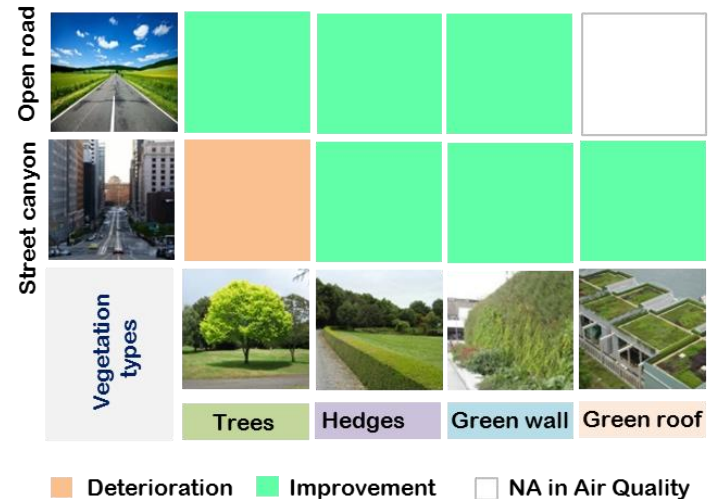 Open road
Street canyon
Vegetation
types
Trees
Hedges
Green wall
Green roof
Deterioration
Improvement
NA in Air Quality